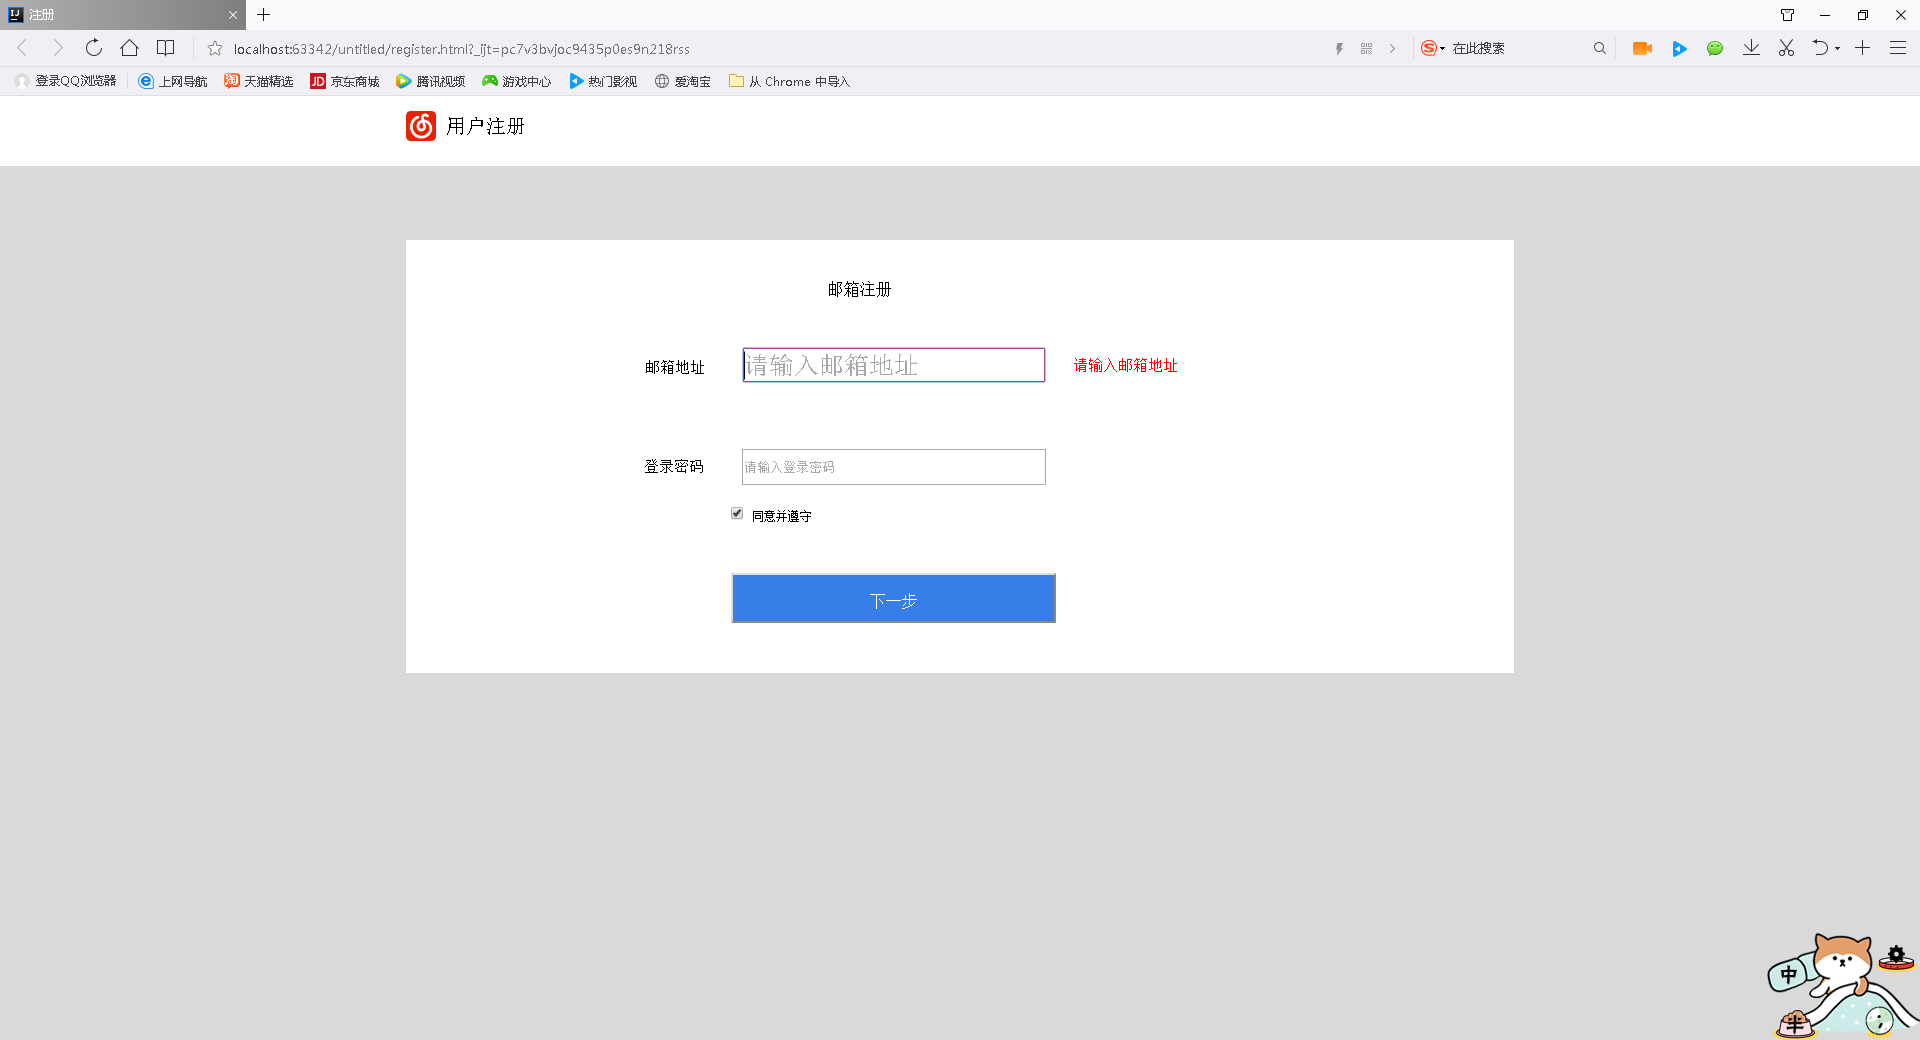 注册
localhost:63342/untitled/register.html?_ijt=pc7v3bvjoc9435p0es9n218rss
在此搜索
登录QQ浏览器
上网导航
淘 天猫精选
JD 京东商城
腾讯视频
游戏中心
热门影视
爱淘宝
从 Chrome 中导入
用户注册
邮箱注册
邮箱地址 请输入邮箱地址 请输入邮箱地址
登录密码 请输入登录密码
同意并遵守
下一步
中
半